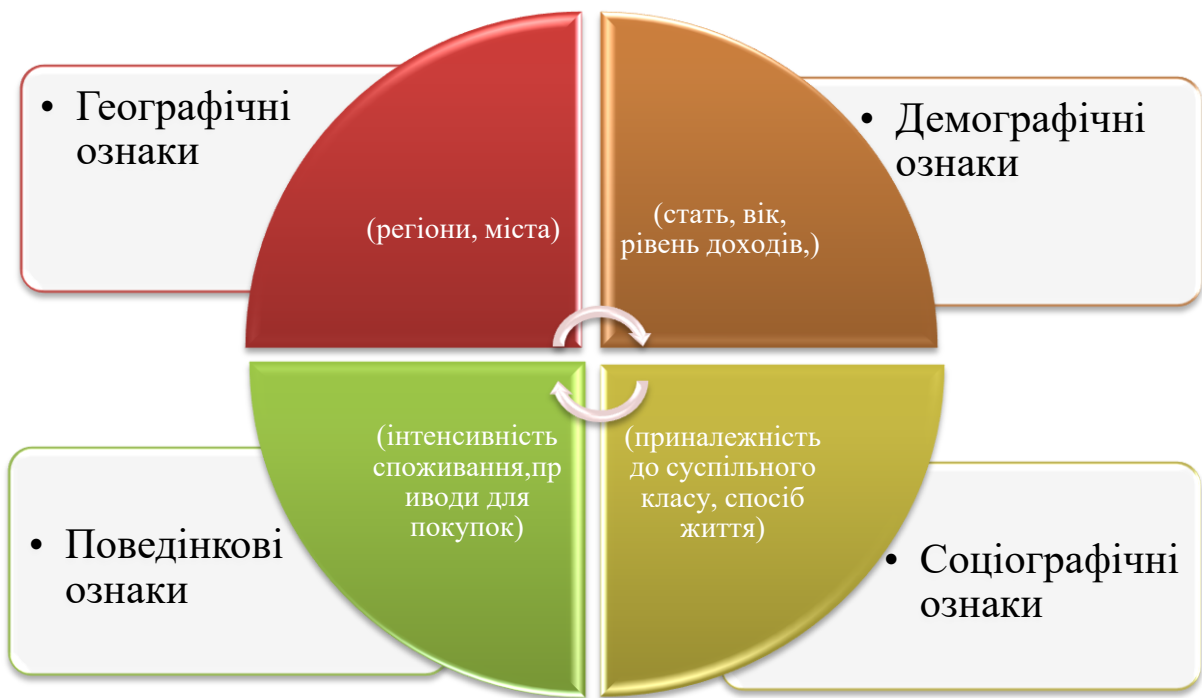 • Географічні
ознаки
(регіони, міста)
• Демографічні
ознаки
(стать, вік,
рівень доходів,)
• Поведінкові
ознаки
(інтенсивність
споживання,пр
иводи для
покупок)
• Соціографічні
ознаки
(приналежність
до суспільного
класу, спосіб
життя)